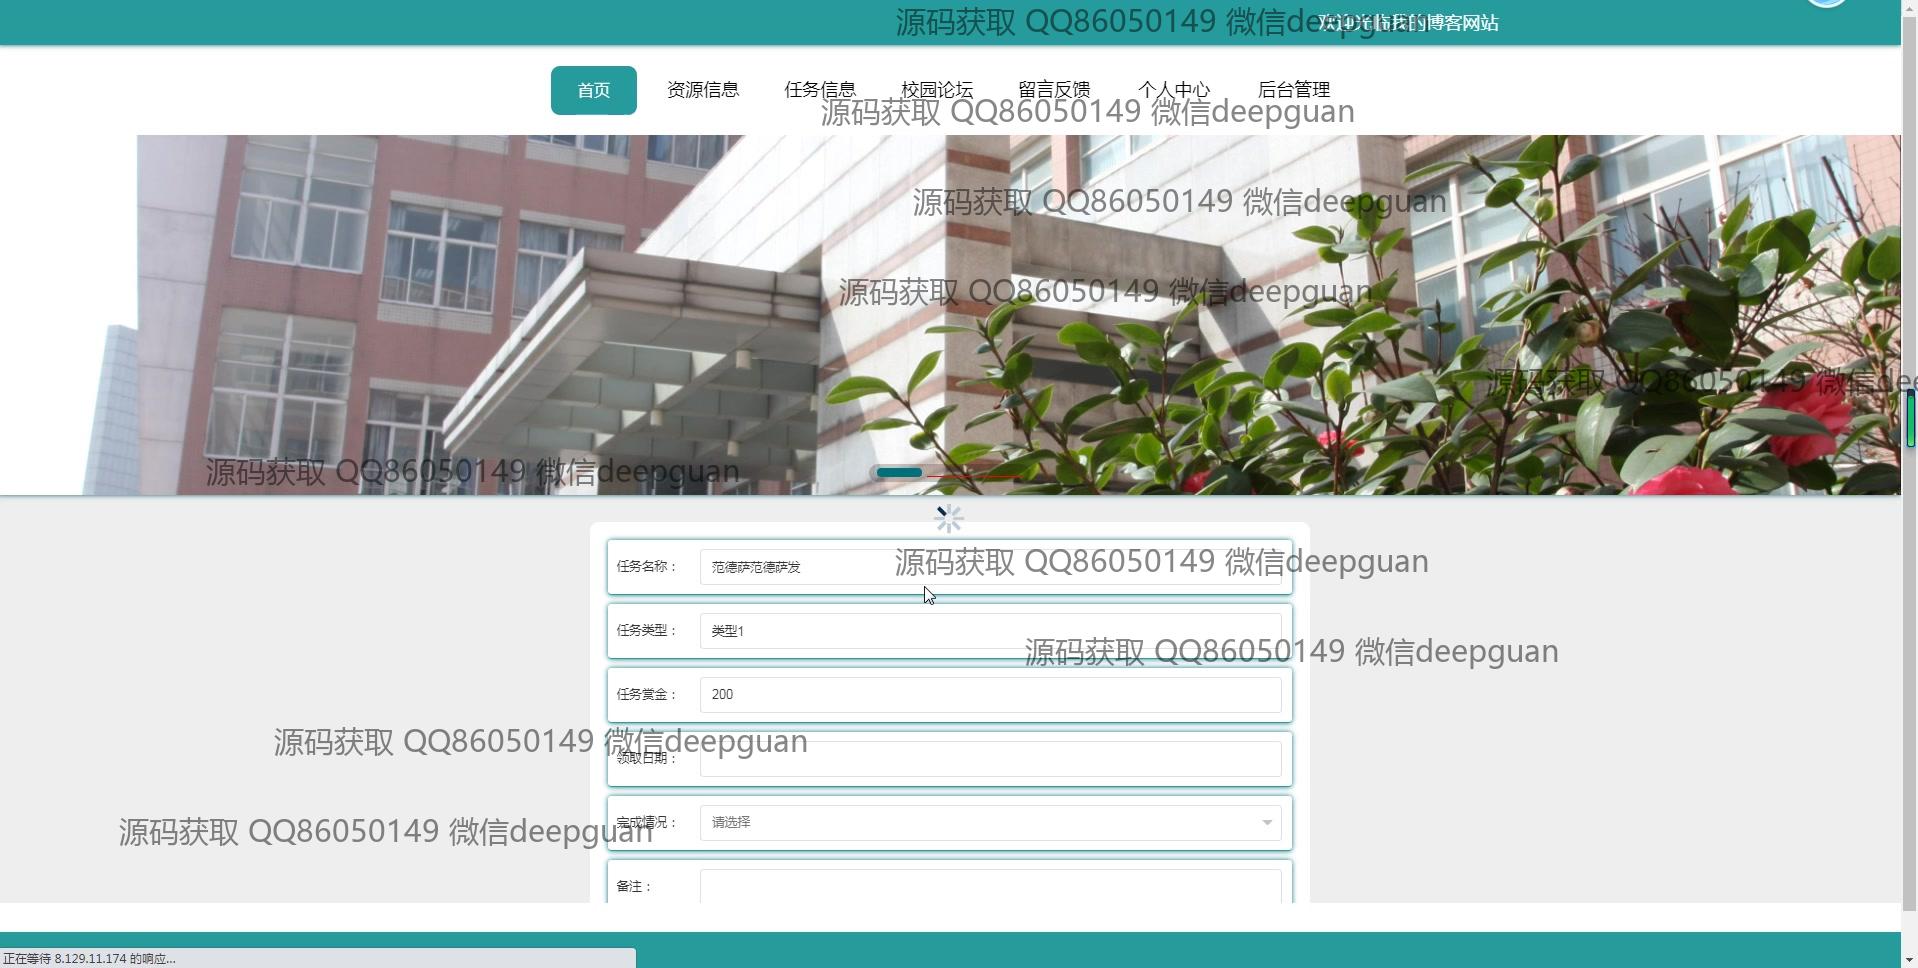 源码获取 QQ86050149 微信deepguan
欢迎光临我的博客网站
首页 资源信息 任务信息 校园论坛 留言反馈 个人中心 后台管理
源码获取 QQ86050149 微信deepguan
源码获取 QQ86050149 微信deepguan
源码获取 QQ86050149 微信deepguan
源码获取 QQ86050149 微信dee
源码获取 QQ86050149 微信deepguan
任务名称： 范德萨范德萨发
源码获取 QQ86050149 微信deepguan
任务类型： 类型1
源码获取 QQ86050149 微信deepguan
任务赏金： 200
源码获取 QQ86050149 微信deepguan
领取日期：
完成情况： 请选择
源码获取 QQ86050149 微信deepguan
备注：
正在等待 8.129.11.174 的响应...